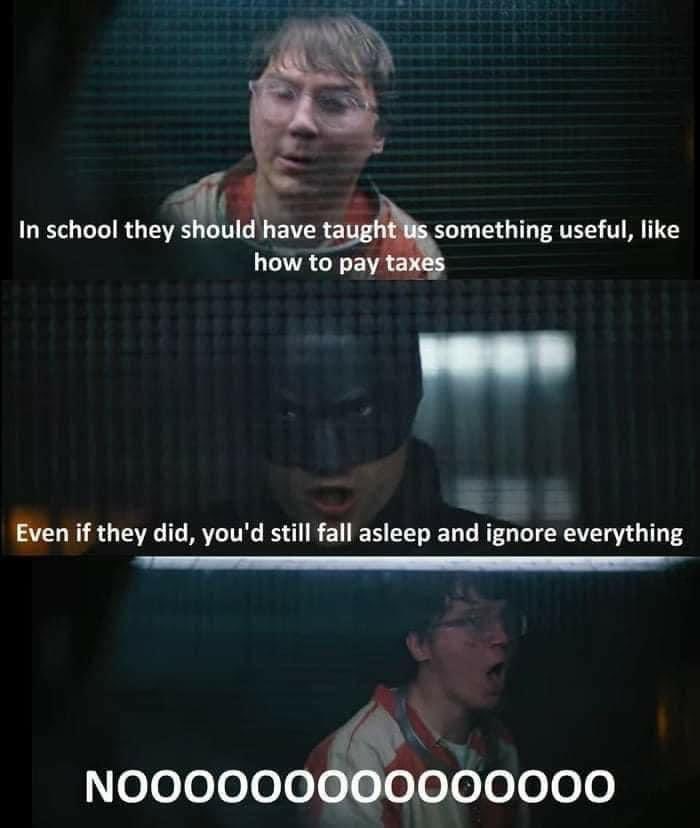 In school they should have taught us something useful, like
how to pay taxes
Even if they did, you'd still fall asleep and ignore everything
NOOOOOOOOOOOOOOOO